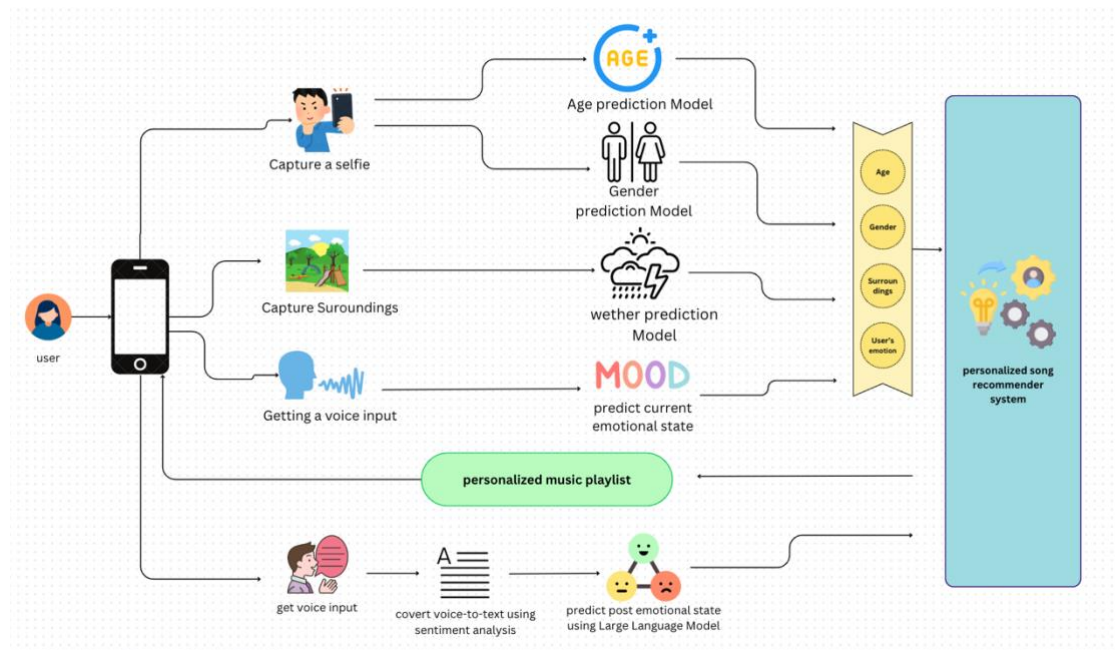 AGE
Age prediction Model
Capture a selfie
Gender
prediction Model
Capture Suroundings
wether prediction
Model
user
Getting a voice input
MOOD
predict current
emotional state
Age
Gender
Surroun
dings
User's
emotion
personalized song
recommender
system
personalized music playlist
get voice input
A
covert voice-to-text using
sentiment analysis
predict post emotional state
using Large Language Model